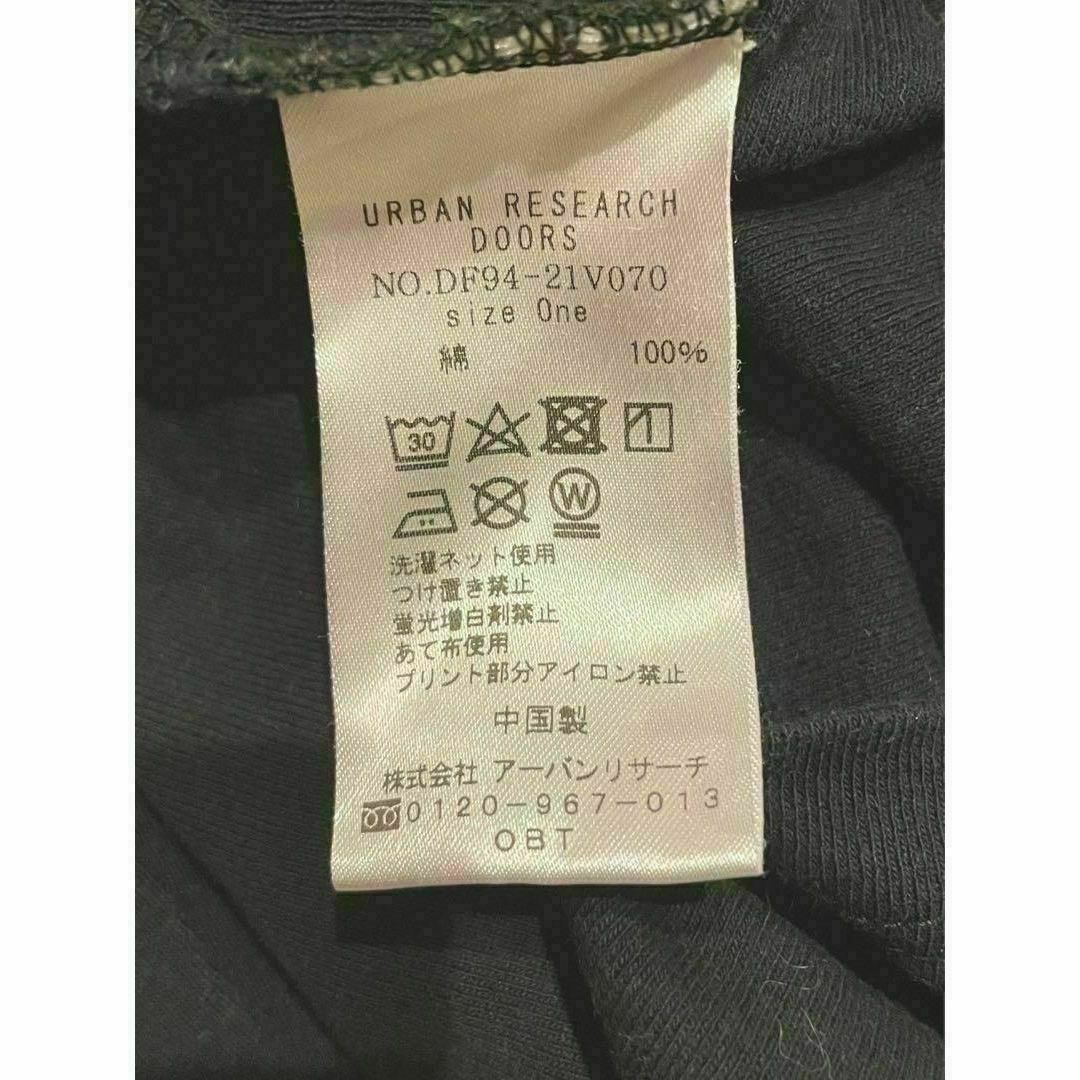 URBAN RESEARCH
DOORS
NO.DF94-21V070
size One
綿 100%
30
W
洗濯ネット使用
つけ置き禁止
蛍光増白剤禁止
あて布使用
プリント部分アイロン禁止
中国製
株式会社 アーバンリサーチ
0120-967-013
OBT